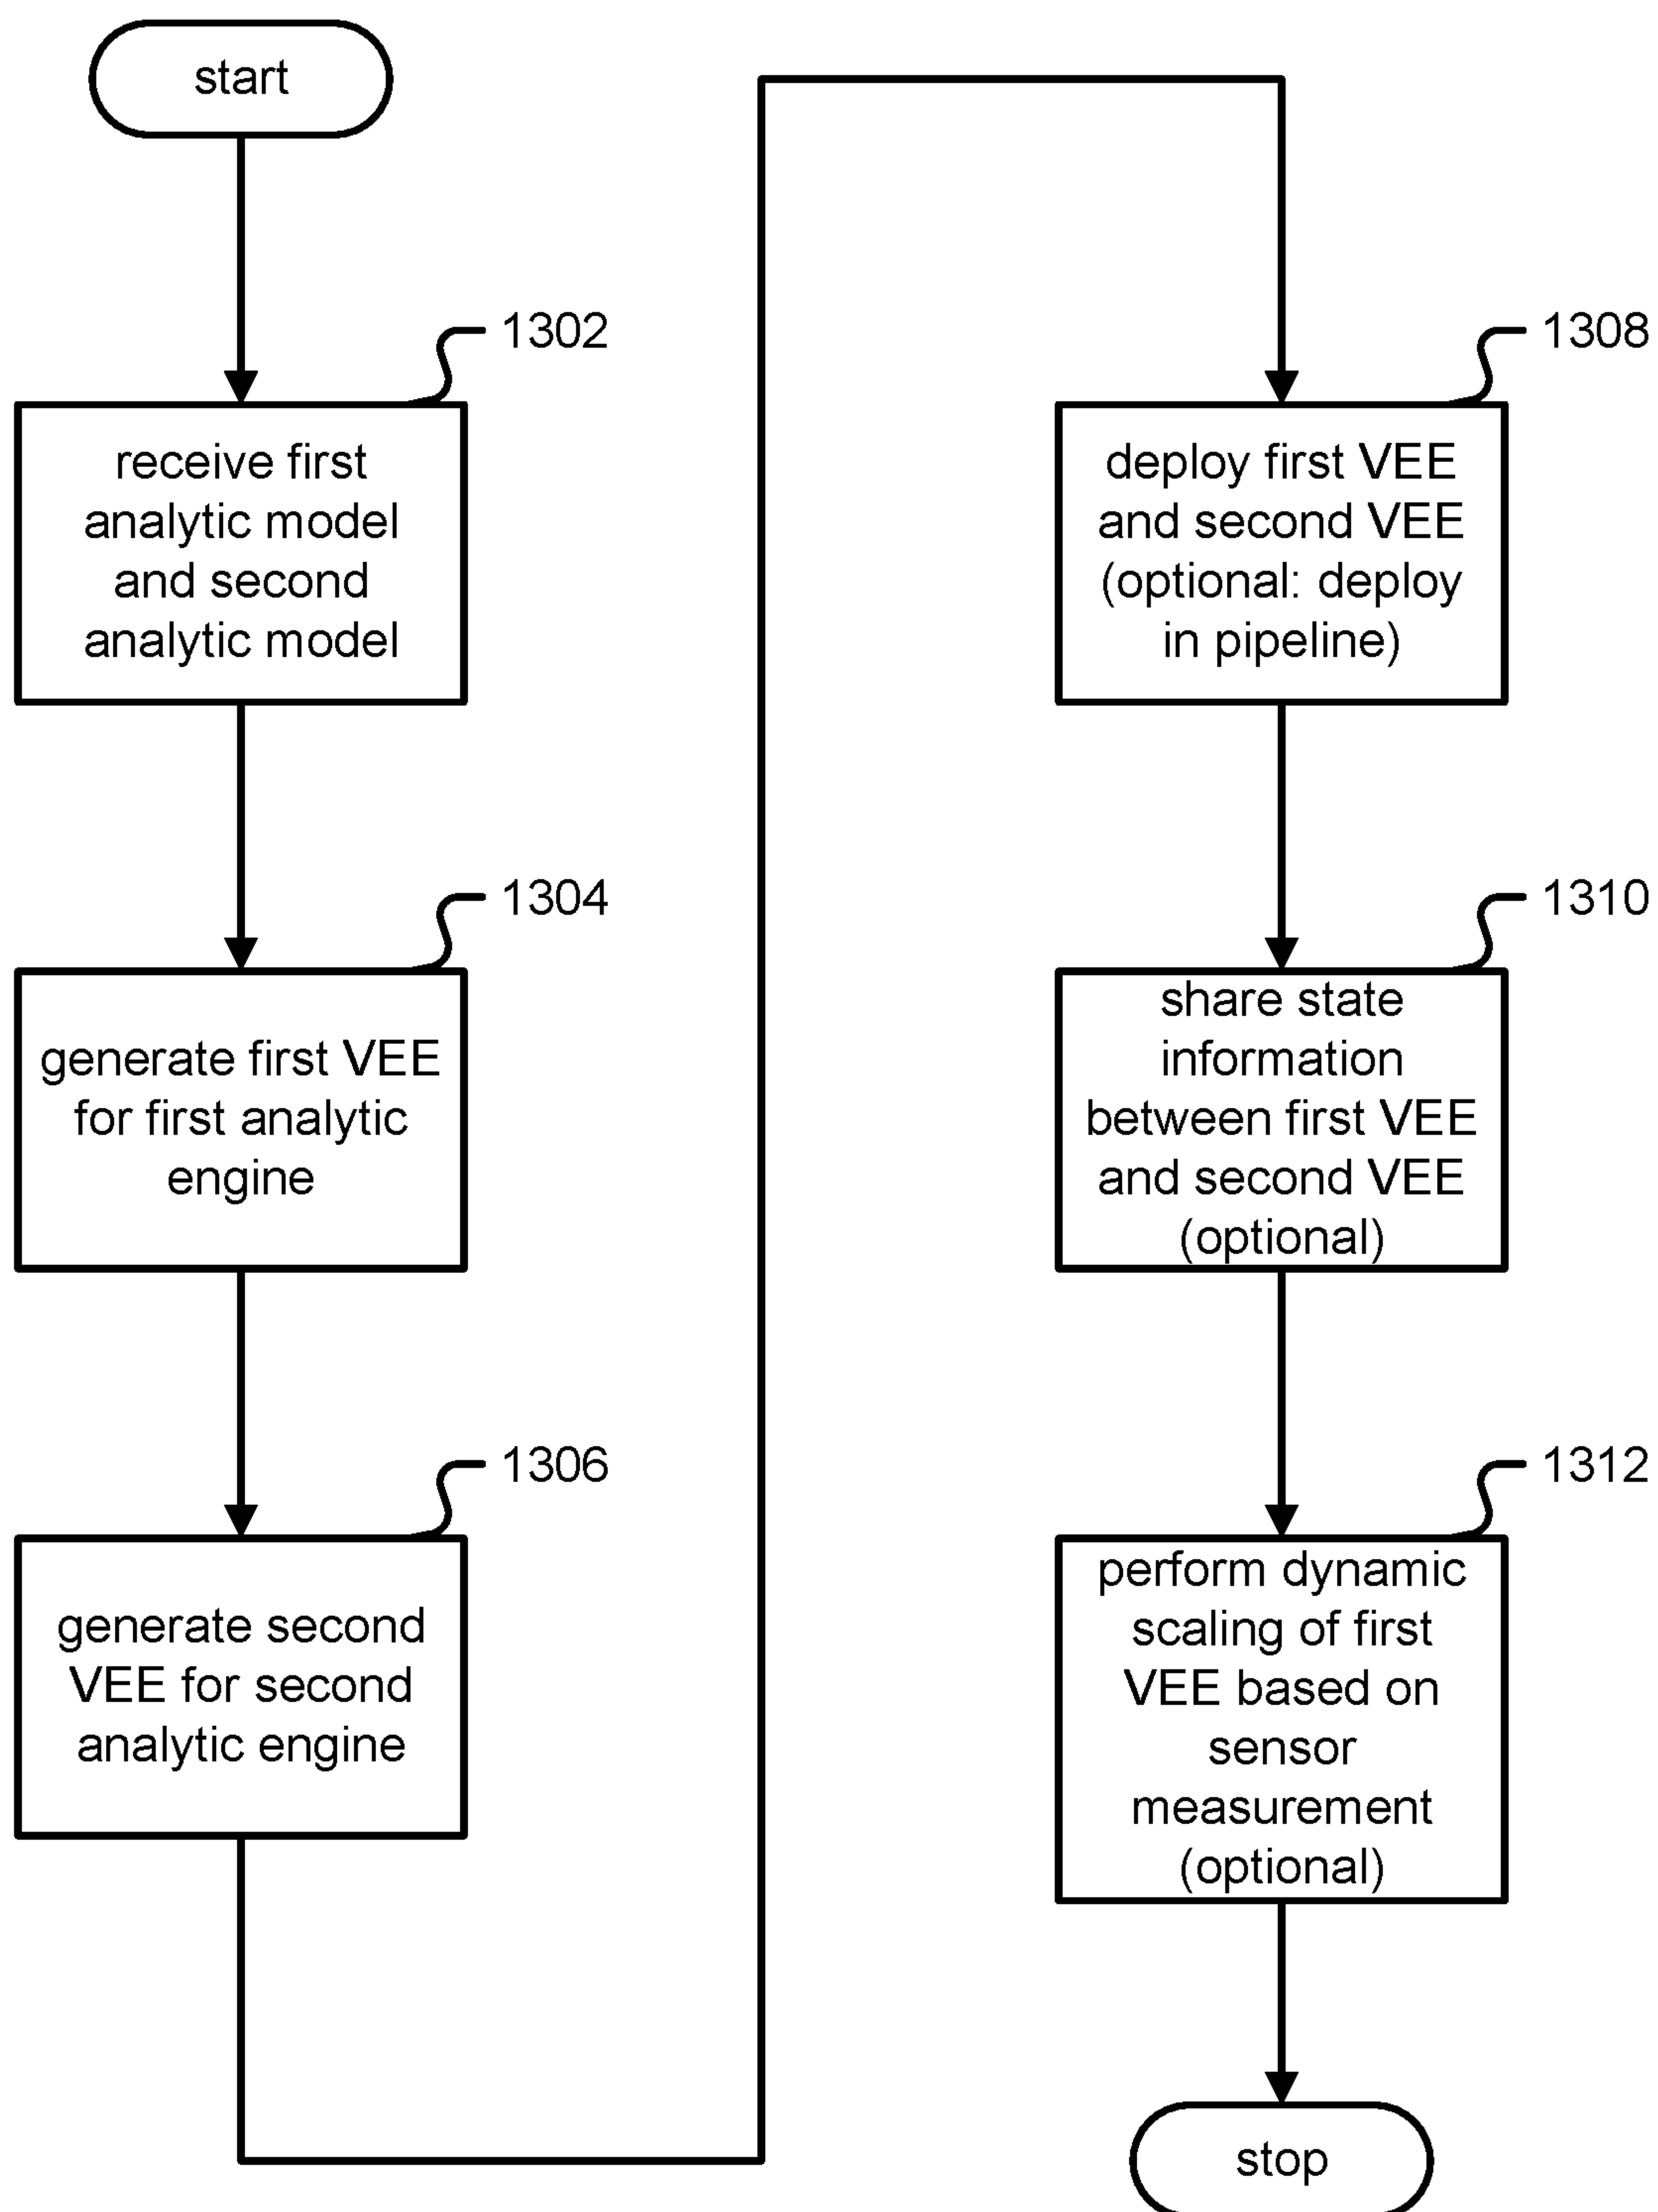 start
1302
receive first
analytic model
and second
analytic model
1304
generate first VEE
for first analytic
engine
1306
generate second
VEE for second
analytic engine
1308
deploy first VEE
and second VEE
(optional: deploy
in pipeline)
1310
share state
information
between first VEE
and second VEE
(optional)
1312
perform dynamic
scaling of first
VEE based on
sensor
measurement
(optional)
stop